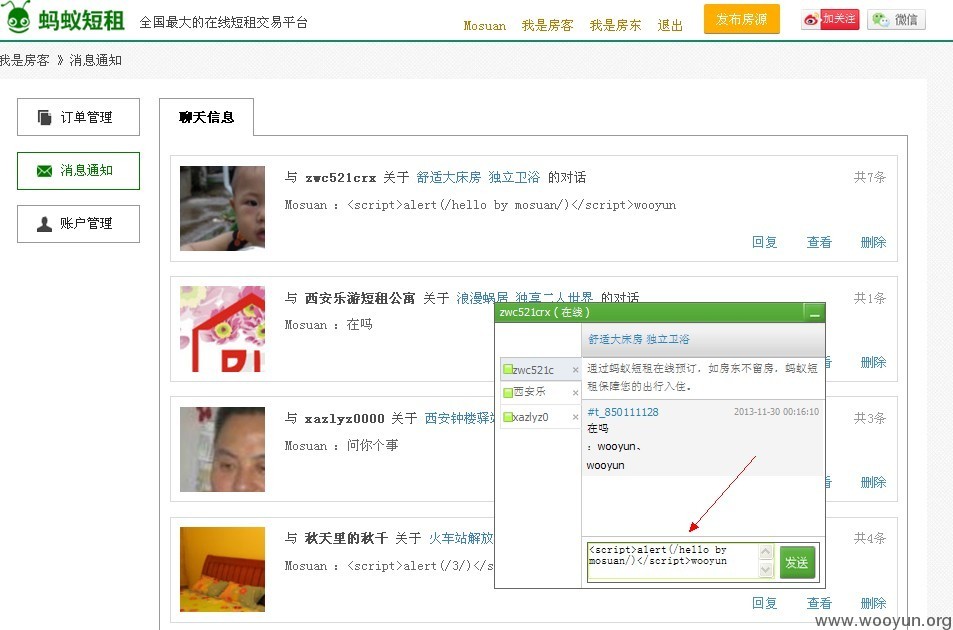 蚂蚁短租 全国最大的在线短租交易平台 Mosuan 我是房客 我是房东 退出 发布房源 加关注 微信
我是房客 》 消息通知
订单管理
消息通知
账户管理
聊天信息
与 zwc521crx 关于 舒适大床房 独立卫浴 的对话 共7条
Mosuan : <script>alert(/hello by mosuan/)</script>wooyun
回复 查看 删除
与 西安乐游短租公寓 关于 浪漫蜗居 独享二人世界 的对话 共1条
Mosuan : 在吗
删除
与 xazlyz0000 关于 西安钟楼驿站 共3条
Mosuan : 问你个事
删除
与 秋天里的秋千 关于 火车站解放 共4条
Mosuan : <script>alert(/3/)</s
回复 查看 删除
zwc521crx ( 在线 )
舒适大床房 独立卫浴
zwc521c ×
西安乐 ×
xazlyz0 ×
通过蚂蚁短租在线预订，如房东不留房，蚂蚁短
租保障您的出行入住。
#t_850111128 2013-11-30 00:16:10
在吗
：wooyun、
wooyun
<script>alert(/hello by
mosuan/)</script>wooyun
发送
www.wooyun.org